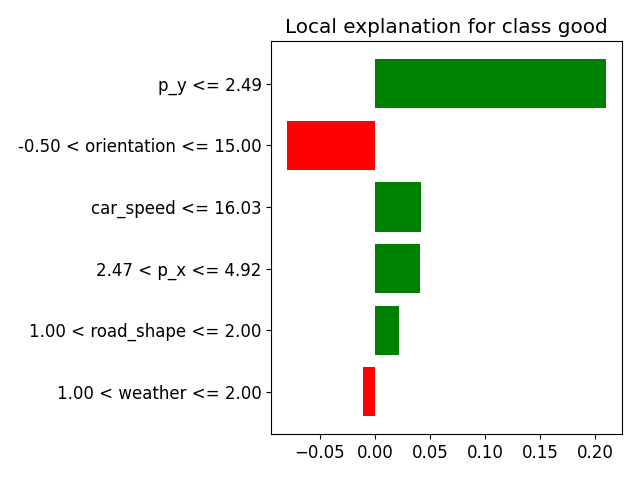 Local explanation for class good
p_y <= 2.49
-0.50 < orientation <= 15.00
car_speed <= 16.03
2.47 < p_x <= 4.92
1.00 < road_shape <= 2.00
1.00 < weather <= 2.00
−0.05 0.00 0.05 0.10 0.15 0.20